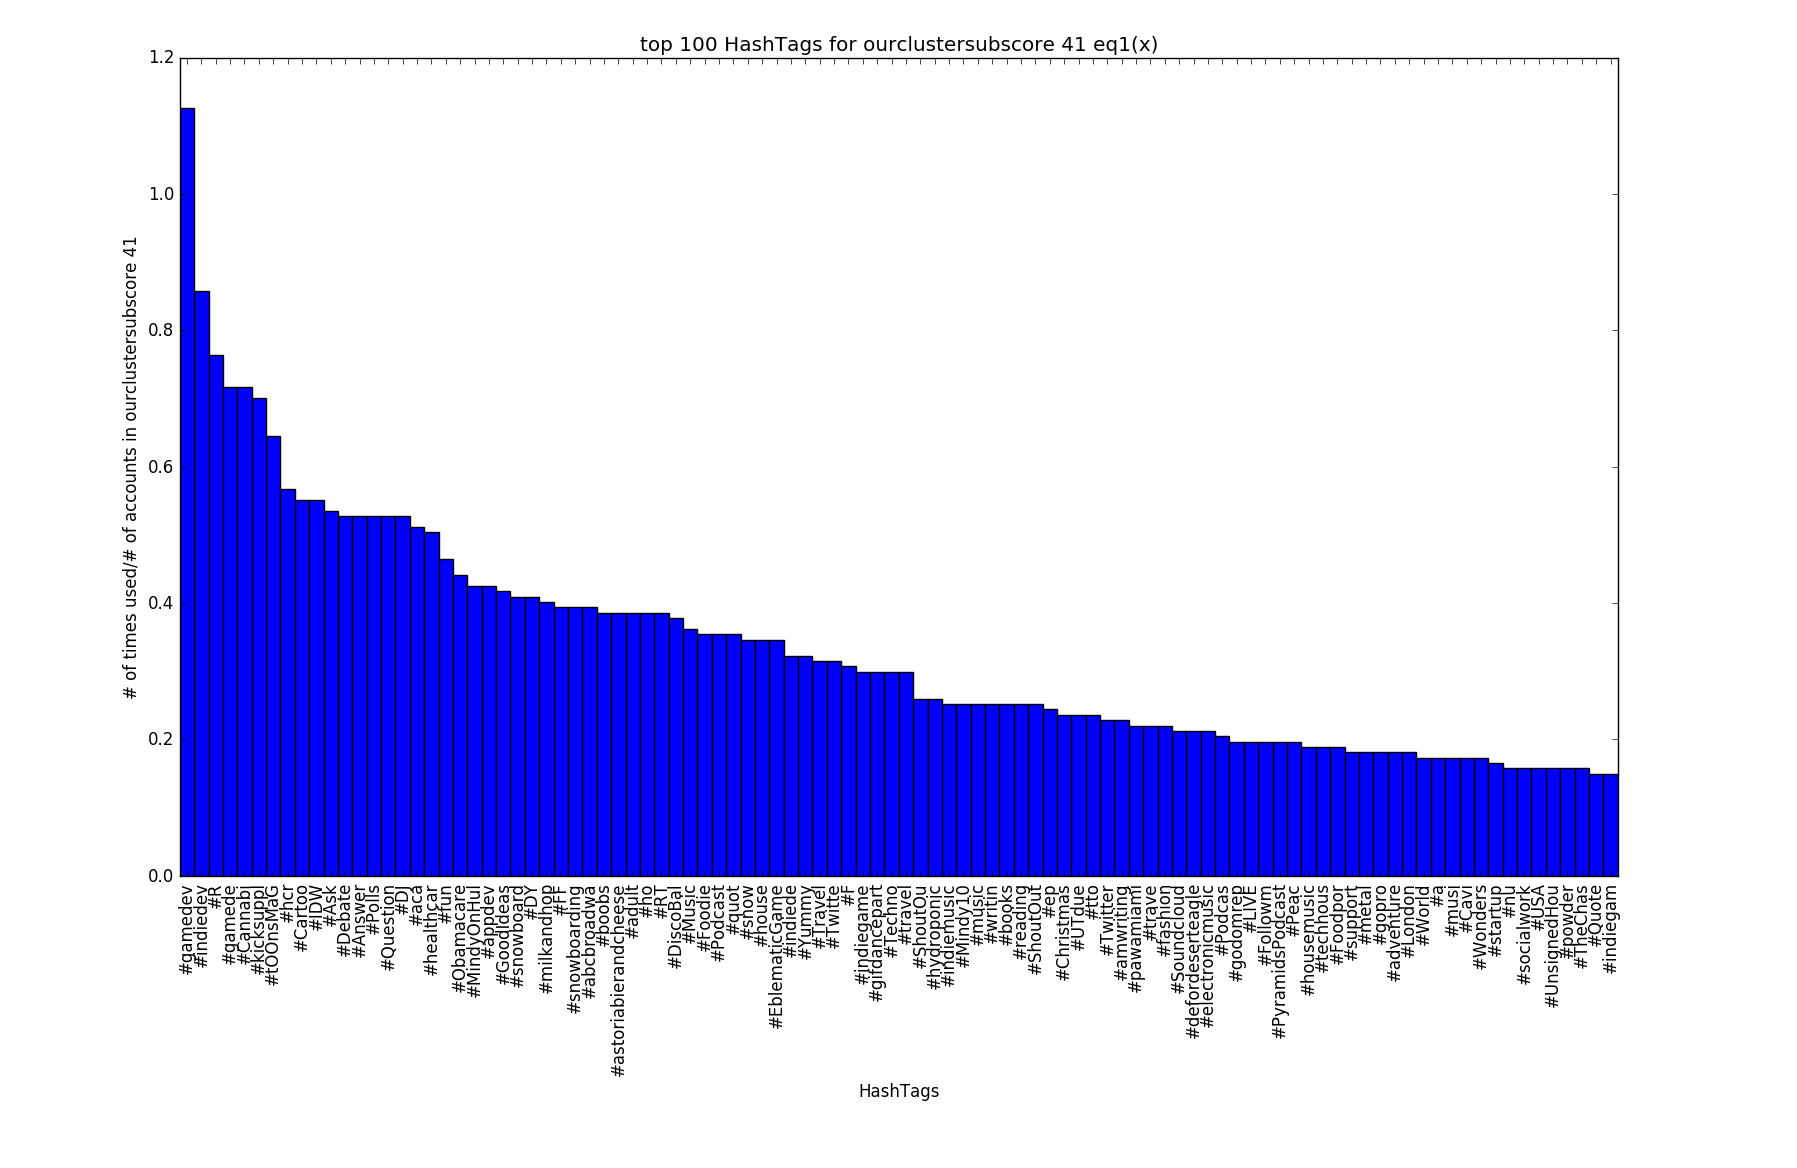 top 100 HashTags for ourclustersubscore 41 eq1(x)
# of times used/# of accounts in ourclustersubscore 41
1.2
1.0
0.8
0.6
0.4
0.2
0.0
#gamedev
#indiedev
#R
#gamede
#Cannabi
#kicksuppl
#tOOnsMaG
#hcr
#Cartoo
#IDW
#Ask
#Debate
#Answer
#Polls
#Question
#DJ
#aca
#healthcar
#fun
#Obamacare
#MindyOnHul
#appdev
#GoodIdeas
#snowboard
#DY
#milkandhop
#FF
#snowboarding
#abcbroadwa
#boobs
#astoriabierandcheese
#adult
#ho
#RT
#DiscoBal
#Music
#Foodie
#Podcast
#quot
#snow
#house
#EblematicGame
#indiede
#Yummy
#Travel
#Twitte
#F
#indiegame
#gifdancepart
#Techno
#travel
#ShoutOu
#hydroponic
#indiemusic
#Mindy10
#music
#writin
#books
#reading
#ShoutOut
#ep
#Christmas
#UTdue
#tto
#Twitter
#amwriting
#pawnmiami
#trave
#fashion
#Soundcloud
#defordeserteagle
#electronicmusic
#Podcas
#godomrep
#LIVE
#Followm
#PyramidsPodcast
#Peac
#housemusic
#techhous
#Foodpor
#support
#metal
#gopro
#adventure
#London
#World
#a
#musi
#Cavi
#Wonders
#startup
#nu
#socialwork
#USA
#UnsignedHou
#powder
#TheChas
#Quote
#indiegam
HashTags